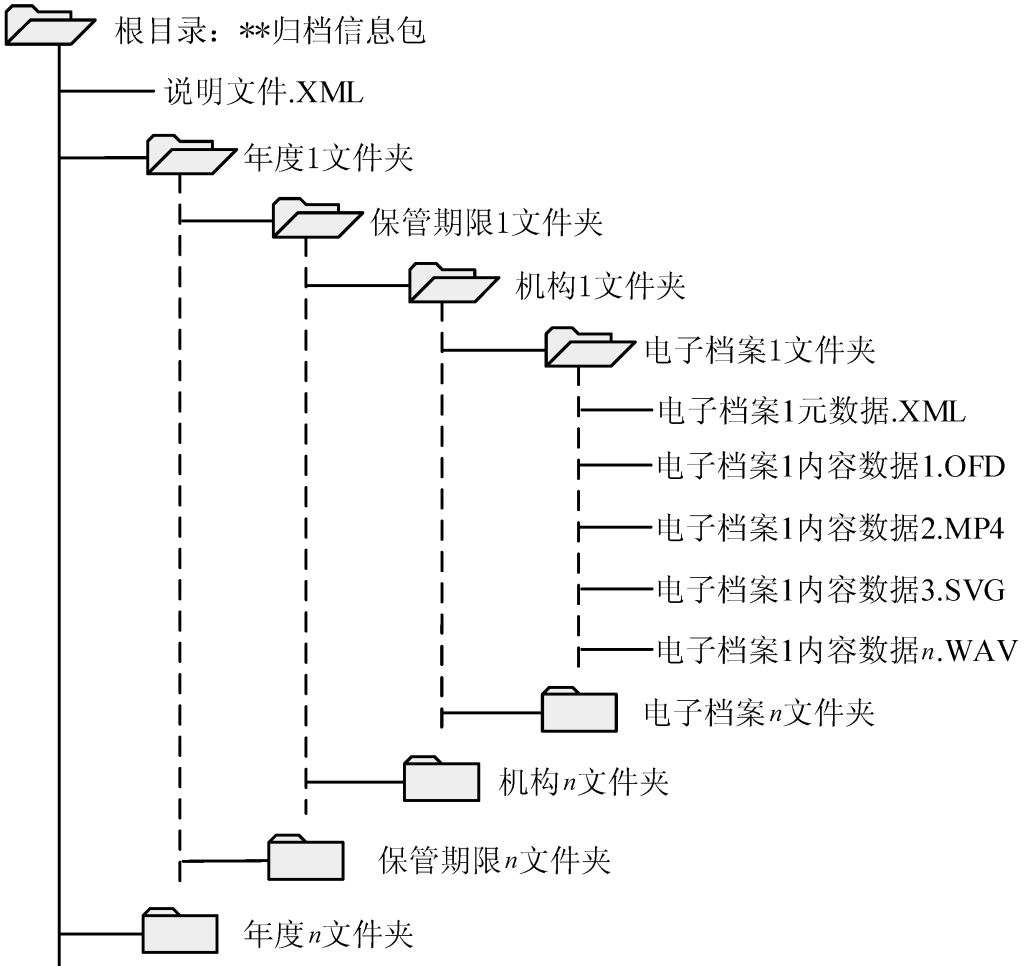 根目录：**归档信息包
说明文件.XML
年度1文件夹
保管期限1文件夹
机构1文件夹
电子档案1文件夹
电子档案1元数据.XML
电子档案1内容数据1.OFD
电子档案1内容数据2.MP4
电子档案1内容数据3.SVG
电子档案1内容数据n.WAV
电子档案n文件夹
机构n文件夹
保管期限n文件夹
年度n文件夹